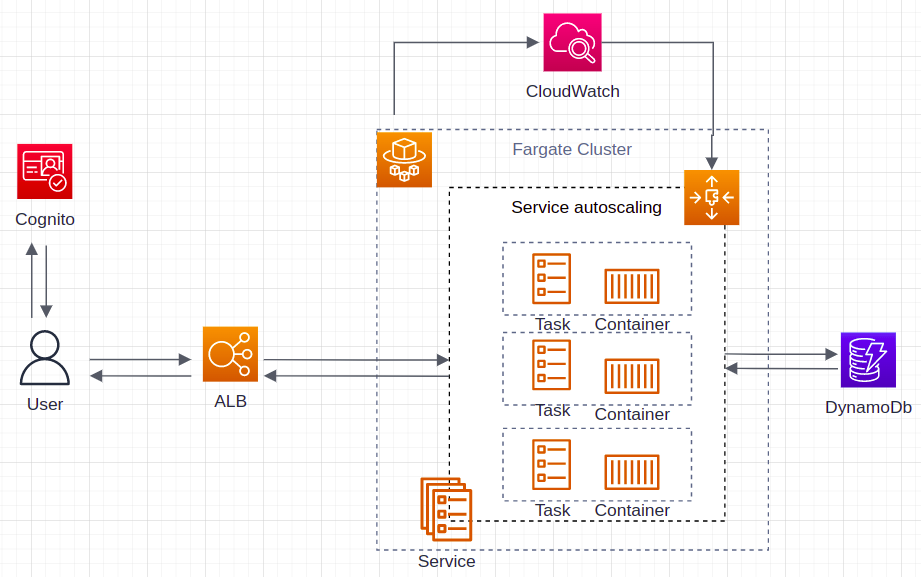 CloudWatch
Fargate Cluster
Cognito
Service autoscaling
Task
Container
User
ALB
Task
Container
DynamoDb
Task
Container
Service